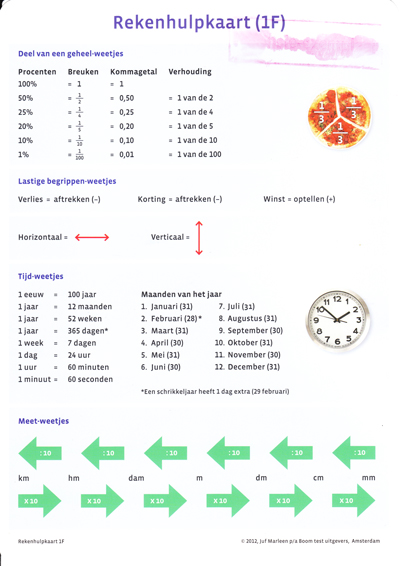 Rekenhulpkaart (1F)
Deel van een geheel-weetjes
Procenten Breuken Kommagetal Verhouding
100% = 1 = 1
50% = 1/2 = 0,50 = 1 van de 2
25% = 1/4 = 0,25 = 1 van de 4
20% = 1/5 = 0,20 = 1 van de 5
10% = 1/10 = 0,10 = 1 van de 10
1% = 1/100 = 0,01 = 1 van de 100
1/3 1/3 1/3
Lastige begrippen-weetjes
Verlies = aftrekken (–) Korting = aftrekken (–) Winst = optellen (+)
Horizontaal = Verticaal =
Tijd-weetjes
1 eeuw = 100 jaar
1 jaar = 12 maanden
1 jaar = 52 weken
1 jaar = 365 dagen*
1 week = 7 dagen
1 dag = 24 uur
1 uur = 60 minuten
1 minuut = 60 seconden
Maanden van het jaar
1. Januari (31)
2. Februari (28)*
3. Maart (31)
4. April (30)
5. Mei (31)
6. Juni (30)
7. Juli (31)
8. Augustus (31)
9. September (30)
10. Oktober (31)
11. November (30)
12. December (31)
*Een schrikkeljaar heeft 1 dag extra (29 februari)
12 1 2 3 4 5 6 7 8 9 10 11
Meet-weetjes
: 10 : 10 : 10 : 10 : 10 : 10
km hm dam m dm cm mm
X 10 X 10 X 10 X 10 X 10 X 10
Rekenhulpkaart 1F © 2012, Juf Marleen p/a Boom test uitgevers, Amsterdam